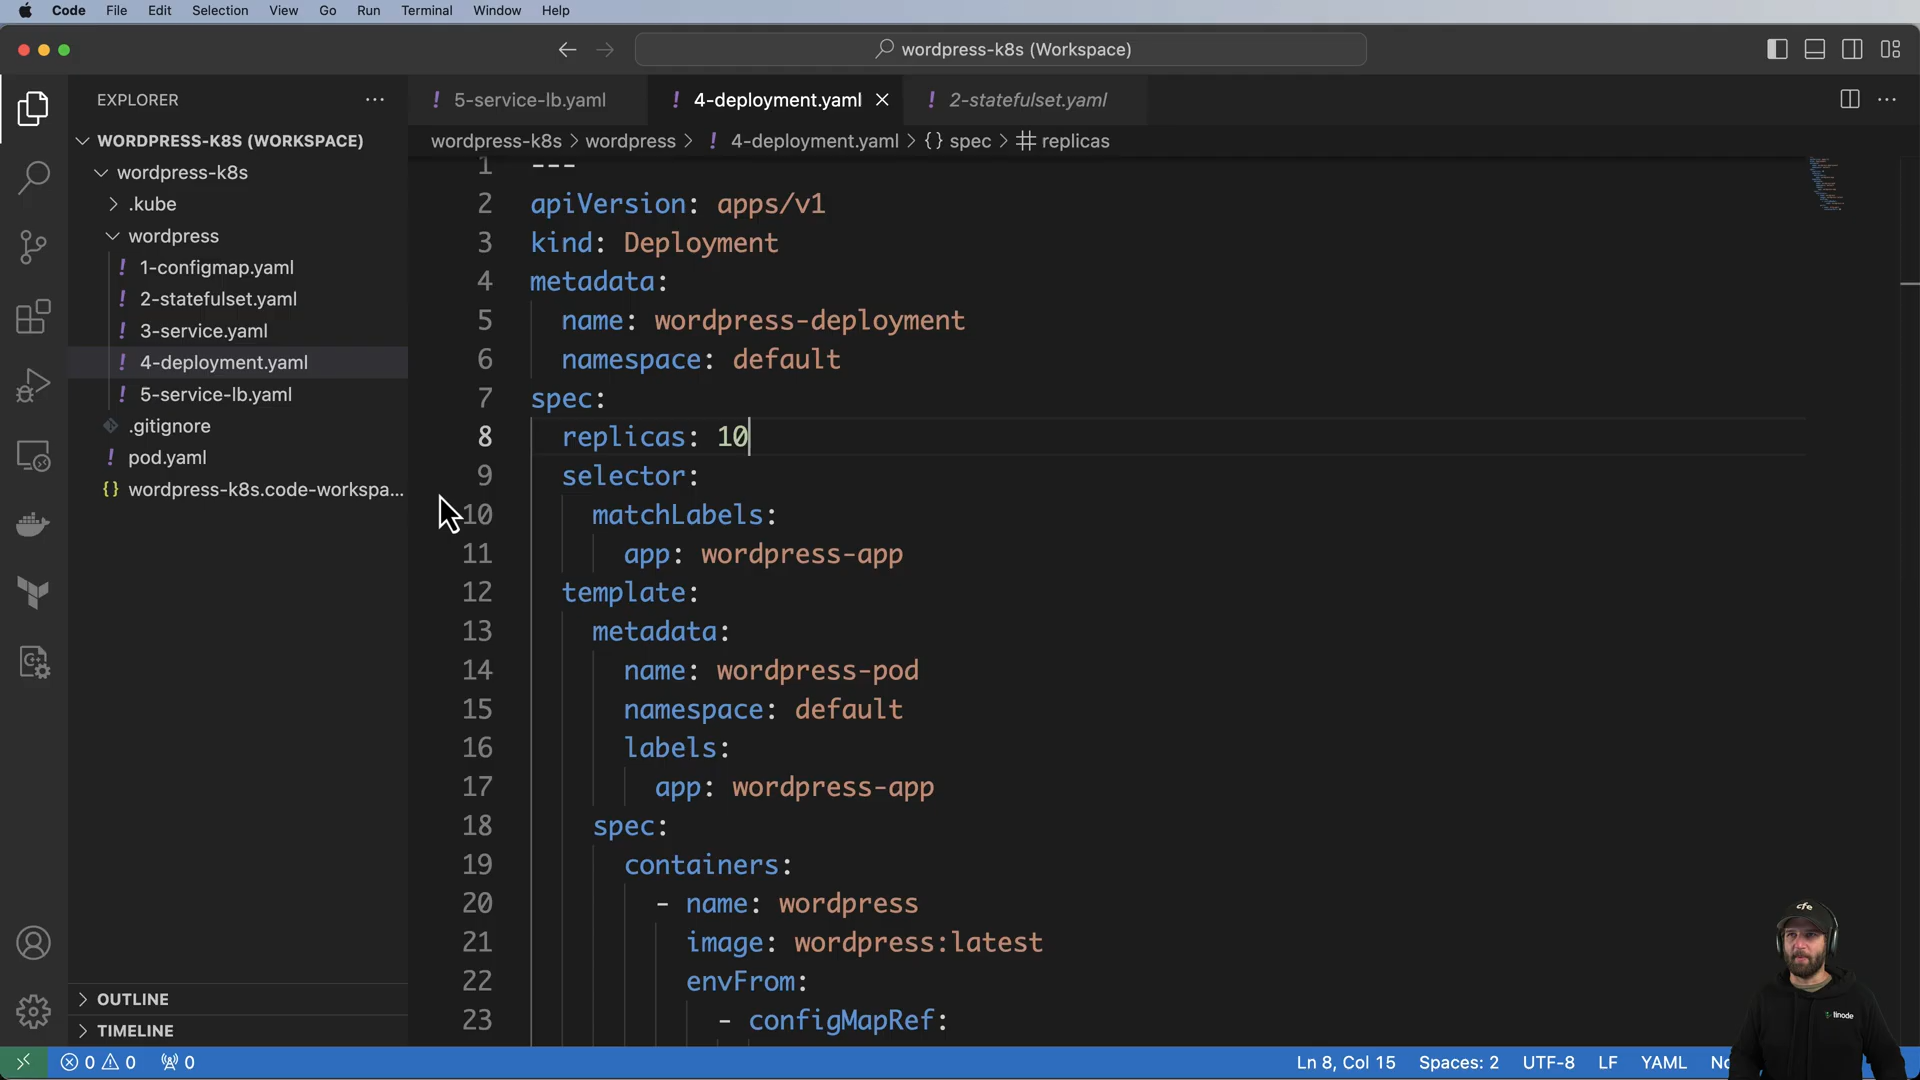 Code File Edit Selection View Go Run Terminal Window Help
wordpress-k8s (Workspace)
EXPLORER
5-service-lb.yaml
4-deployment.yaml
2-statefulset.yaml
WORDPRESS-K8S (WORKSPACE)
wordpress-k8s
.kube
wordpress
1-configmap.yaml
2-statefulset.yaml
3-service.yaml
4-deployment.yaml
5-service-lb.yaml
.gitignore
pod.yaml
wordpress-k8s.code-workspa...
OUTLINE
TIMELINE
wordpress-k8s > wordpress > ! 4-deployment.yaml > {} spec > # replicas
1 ---
2 apiVersion: apps/v1
3 kind: Deployment
4 metadata:
5 name: wordpress-deployment
6 namespace: default
7 spec:
8 replicas: 10
9 selector:
10 matchLabels:
11 app: wordpress-app
12 template:
13 metadata:
14 name: wordpress-pod
15 namespace: default
16 labels:
17 app: wordpress-app
18 spec:
19 containers:
20 - name: wordpress
21 image: wordpress:latest
22 envFrom:
23 - configMapRef:
cfe
linode
0 0 0
Ln 8, Col 15 Spaces: 2 UTF-8 LF YAML